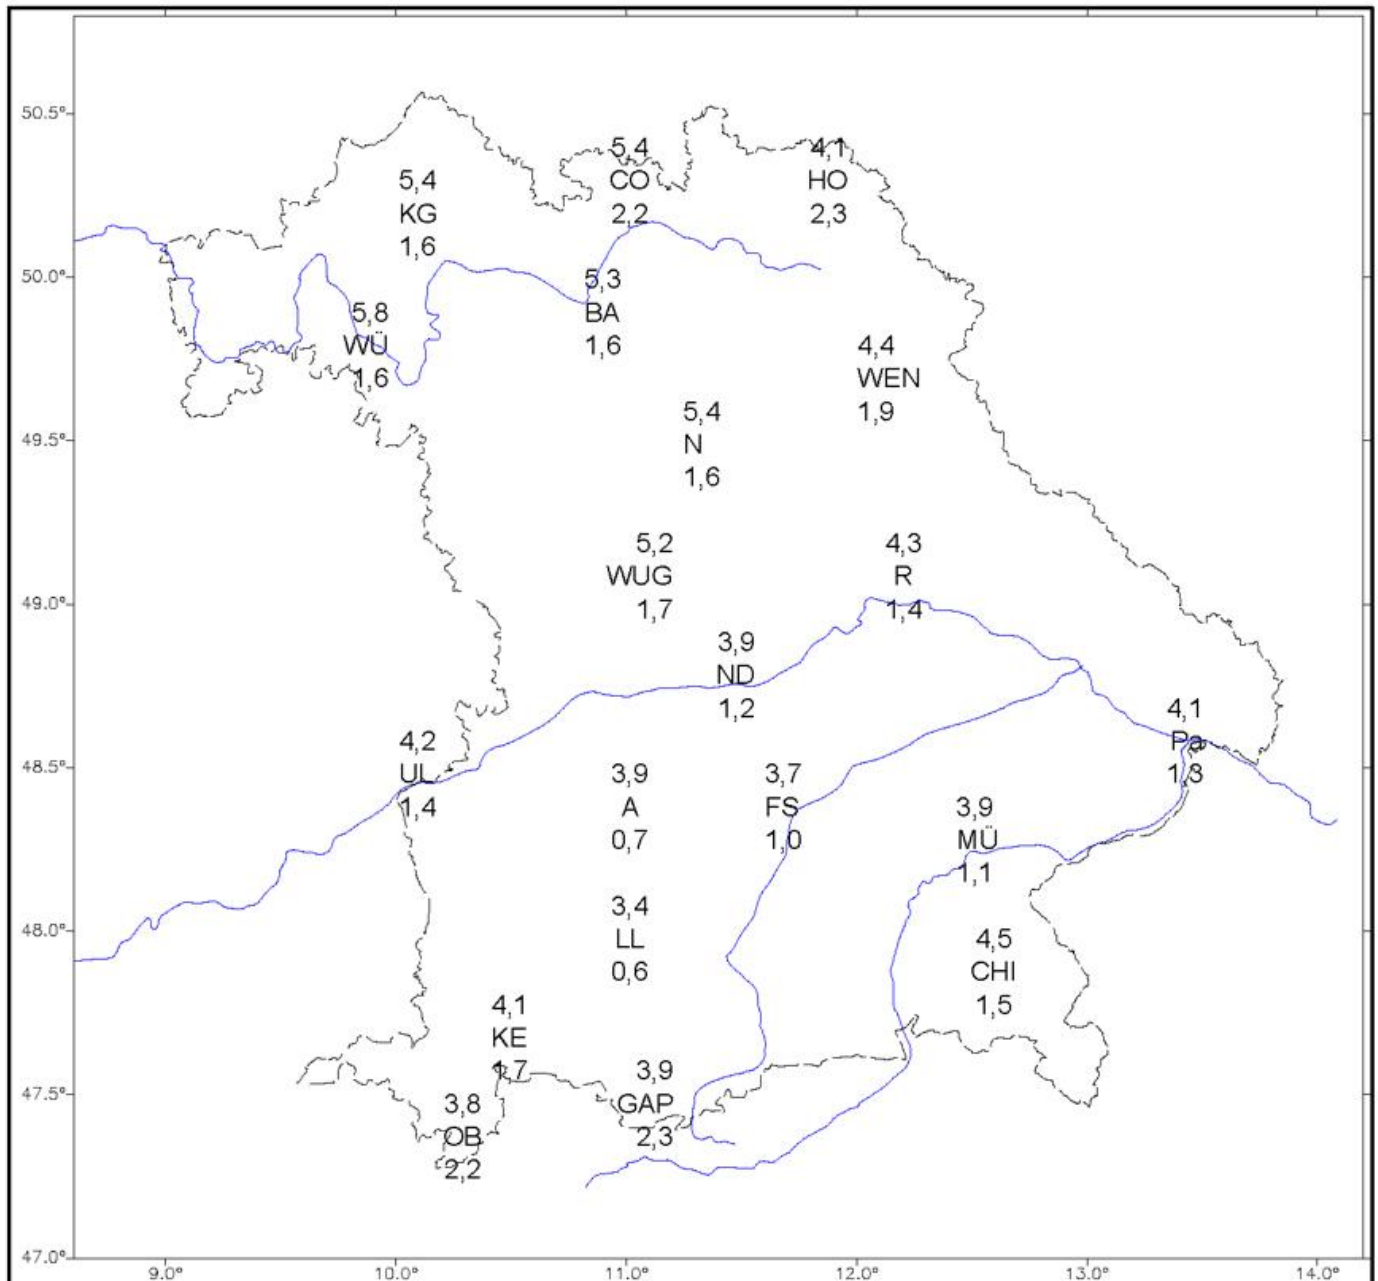 50.5°
5,4
CO
2,2
4,1
HO
2,3
5,4
KG
1,6
50.0°
5,3
BA
1,6
5,8
WÜ
1,6
4,4
WEN
1,9
49.5°
5,4
N
1,6
5,2
WUG
1,7
4,3
R
1,4
49.0°
3,9
ND
1,2
4,1
Pa
1,3
4,2
UL
1,4
48.5°
3,9
A
0,7
3,7
FS
1,0
3,9
MÜ
1,1
3,4
LL
0,6
48.0°
4,5
CHI
1,5
4,1
KE
1,7
3,9
GAP
2,3
47.5°
3,8
OB
2,2
47.0°
9.0° 10.0° 11.0° 12.0° 13.0° 14.0°